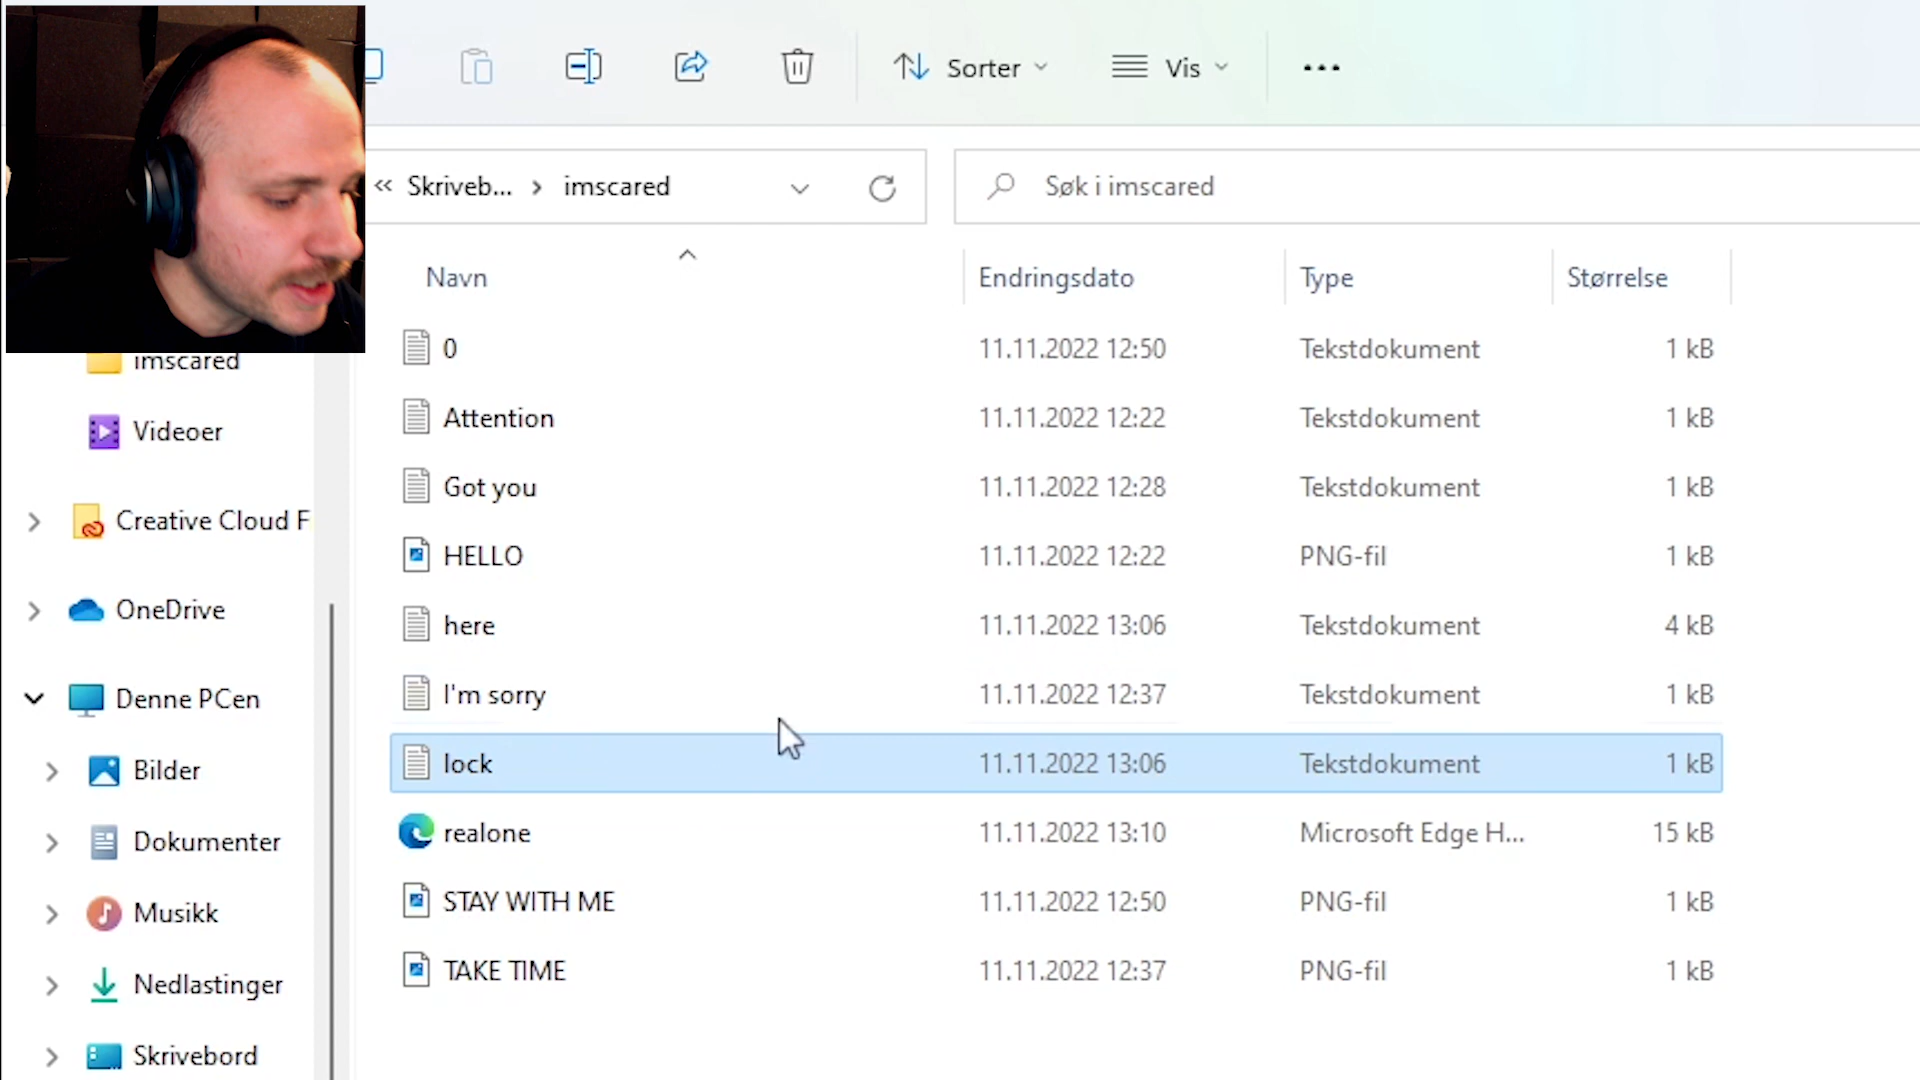 Sorter
Vis
« Skriveb... > imscared
Søk i imscared
Navn Endringsdato Type Størrelse
0 11.11.2022 12:50 Tekstdokument 1 kB
Attention 11.11.2022 12:22 Tekstdokument 1 kB
Got you 11.11.2022 12:28 Tekstdokument 1 kB
HELLO 11.11.2022 12:22 PNG-fil 1 kB
here 11.11.2022 13:06 Tekstdokument 4 kB
I'm sorry 11.11.2022 12:37 Tekstdokument 1 kB
lock 11.11.2022 13:06 Tekstdokument 1 kB
realone 11.11.2022 13:10 Microsoft Edge H... 15 kB
STAY WITH ME 11.11.2022 12:50 PNG-fil 1 kB
TAKE TIME 11.11.2022 12:37 PNG-fil 1 kB
imscared
Videoer
Creative Cloud F
OneDrive
Denne PCen
Bilder
Dokumenter
Musikk
Nedlastinger
Skrivebord